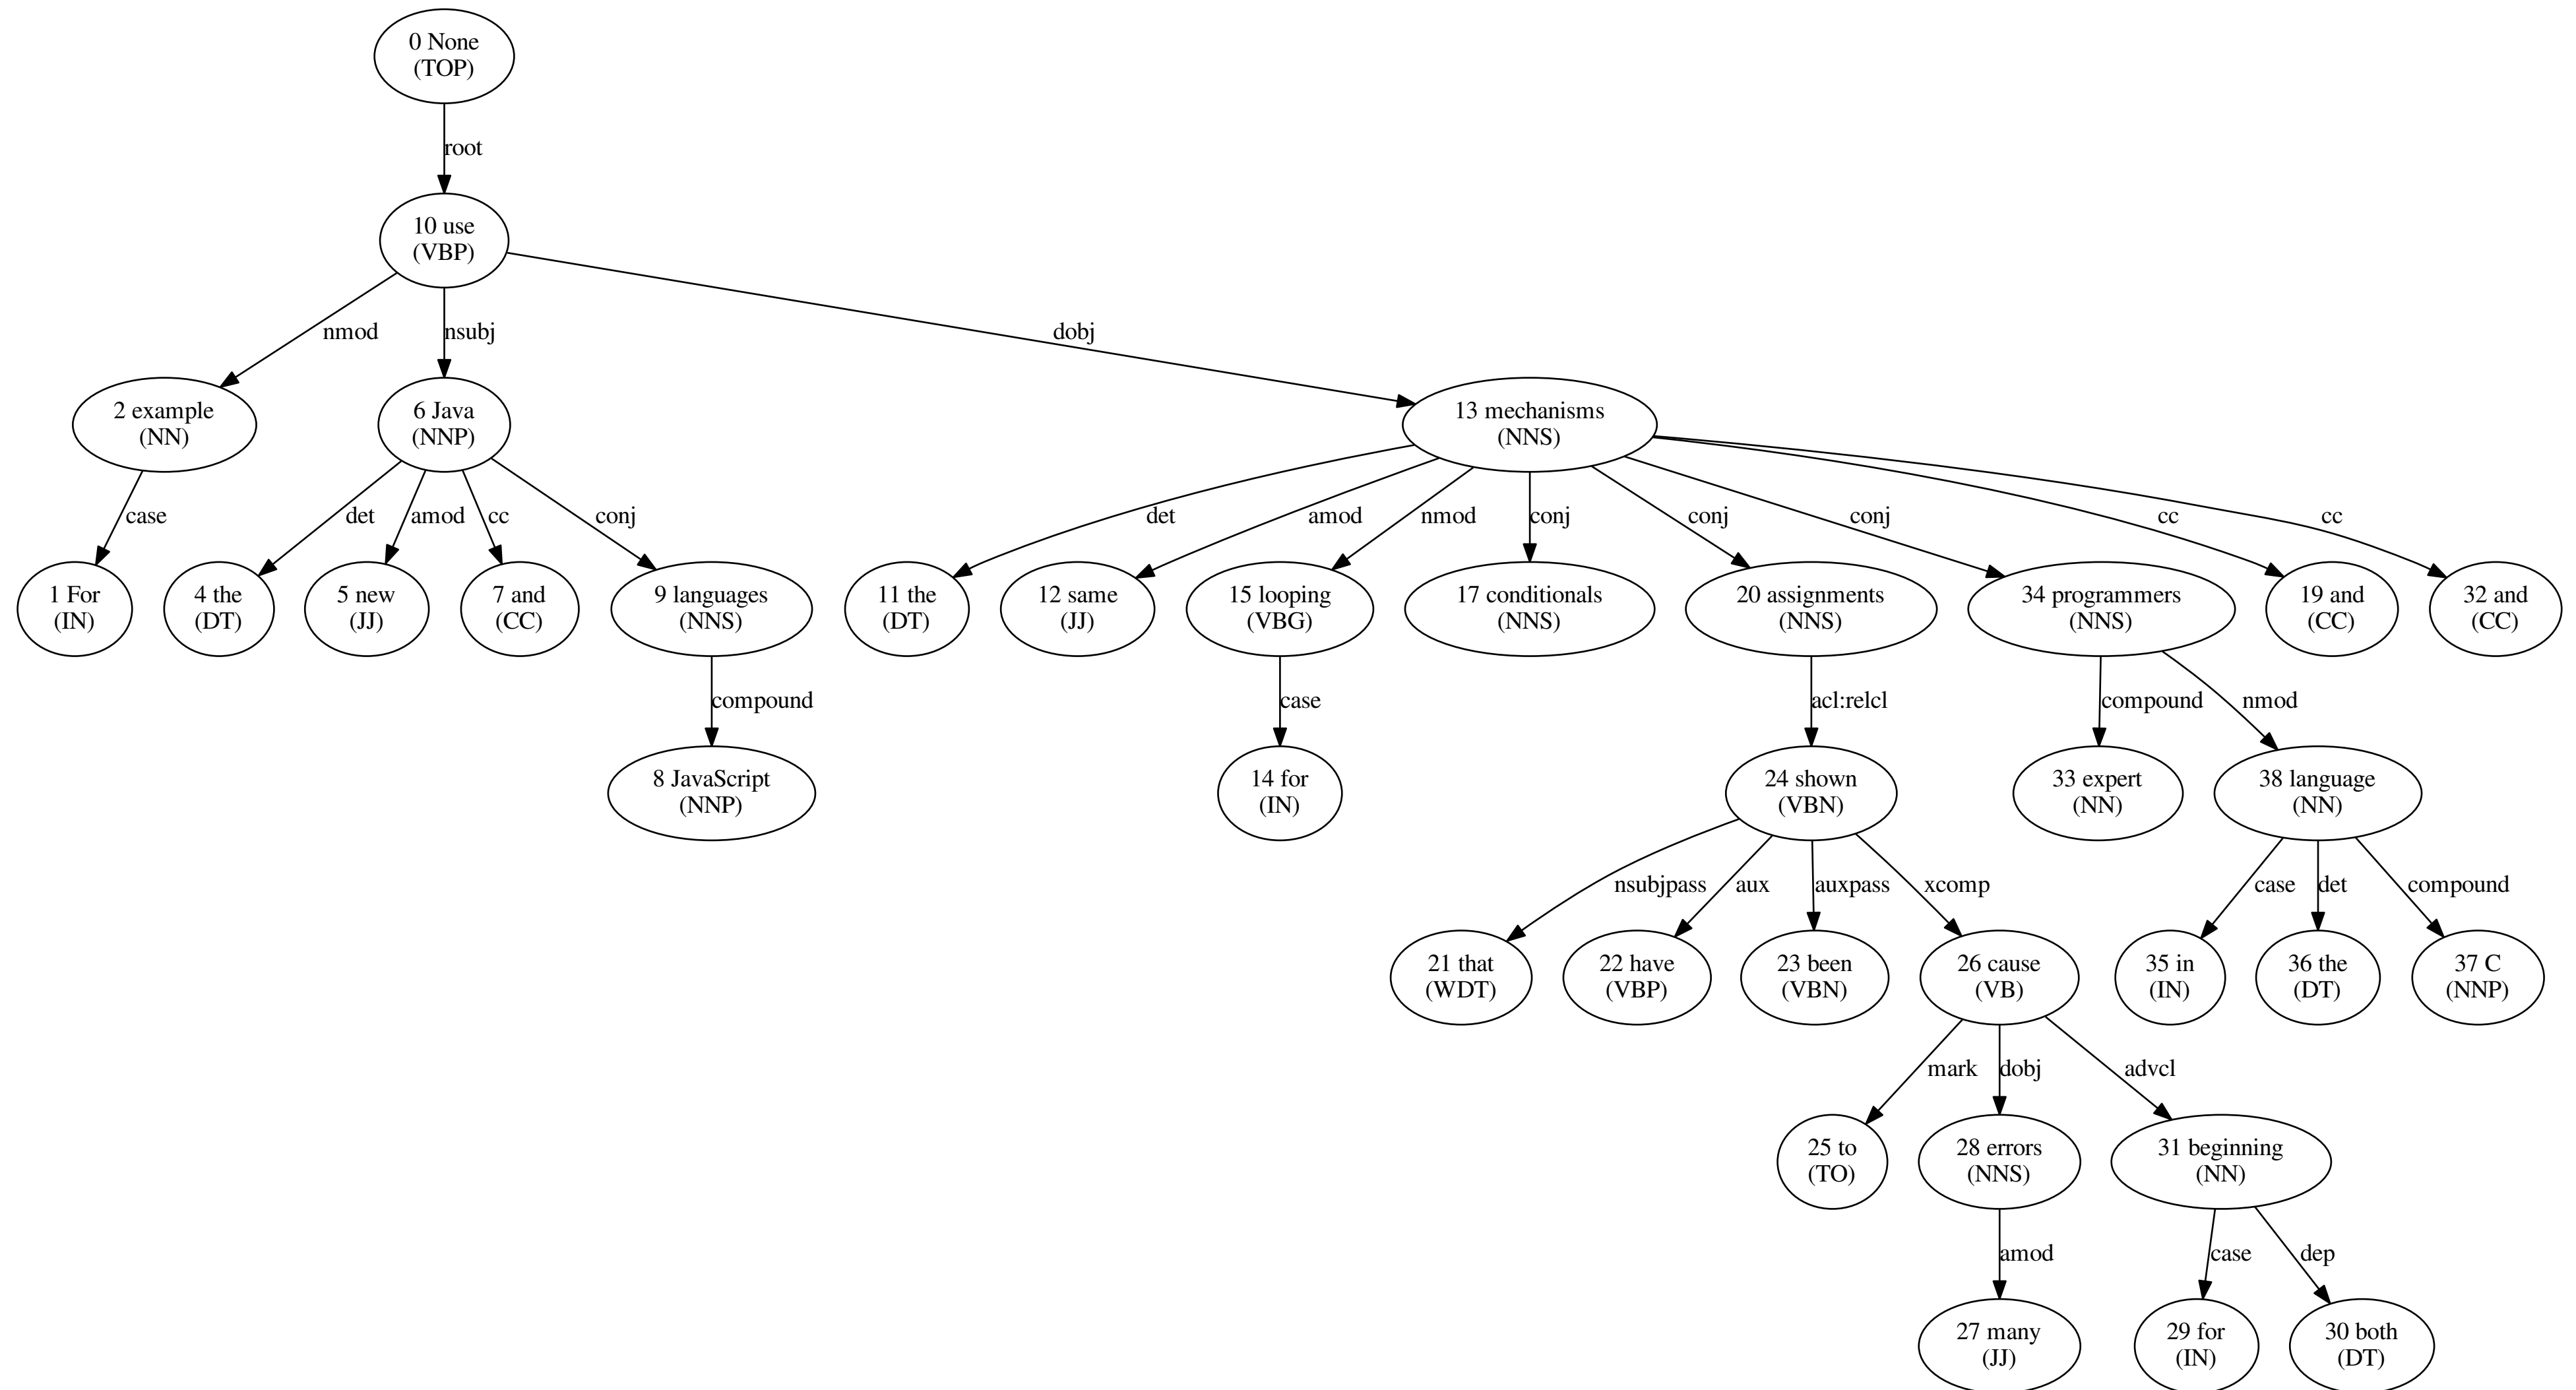 0 None
(TOP)
root
10 use
(VBP)
nmod
nsubj
dobj
2 example
(NN)
6 Java
(NNP)
13 mechanisms
(NNS)
case
det
amod
cc
conj
det
amod
nmod
conj
conj
conj
cc
cc
1 For
(IN)
4 the
(DT)
5 new
(JJ)
7 and
(CC)
9 languages
(NNS)
11 the
(DT)
12 same
(JJ)
15 looping
(VBG)
17 conditionals
(NNS)
20 assignments
(NNS)
34 programmers
(NNS)
19 and
(CC)
32 and
(CC)
compound
case
acl:relcl
compound
nmod
8 JavaScript
(NNP)
14 for
(IN)
24 shown
(VBN)
33 expert
(NN)
38 language
(NN)
nsubjpass
aux
auxpass
xcomp
case
det
compound
21 that
(WDT)
22 have
(VBP)
23 been
(VBN)
26 cause
(VB)
35 in
(IN)
36 the
(DT)
37 C
(NNP)
mark
dobj
advcl
25 to
(TO)
28 errors
(NNS)
31 beginning
(NN)
amod
case
dep
27 many
(JJ)
29 for
(IN)
30 both
(DT)